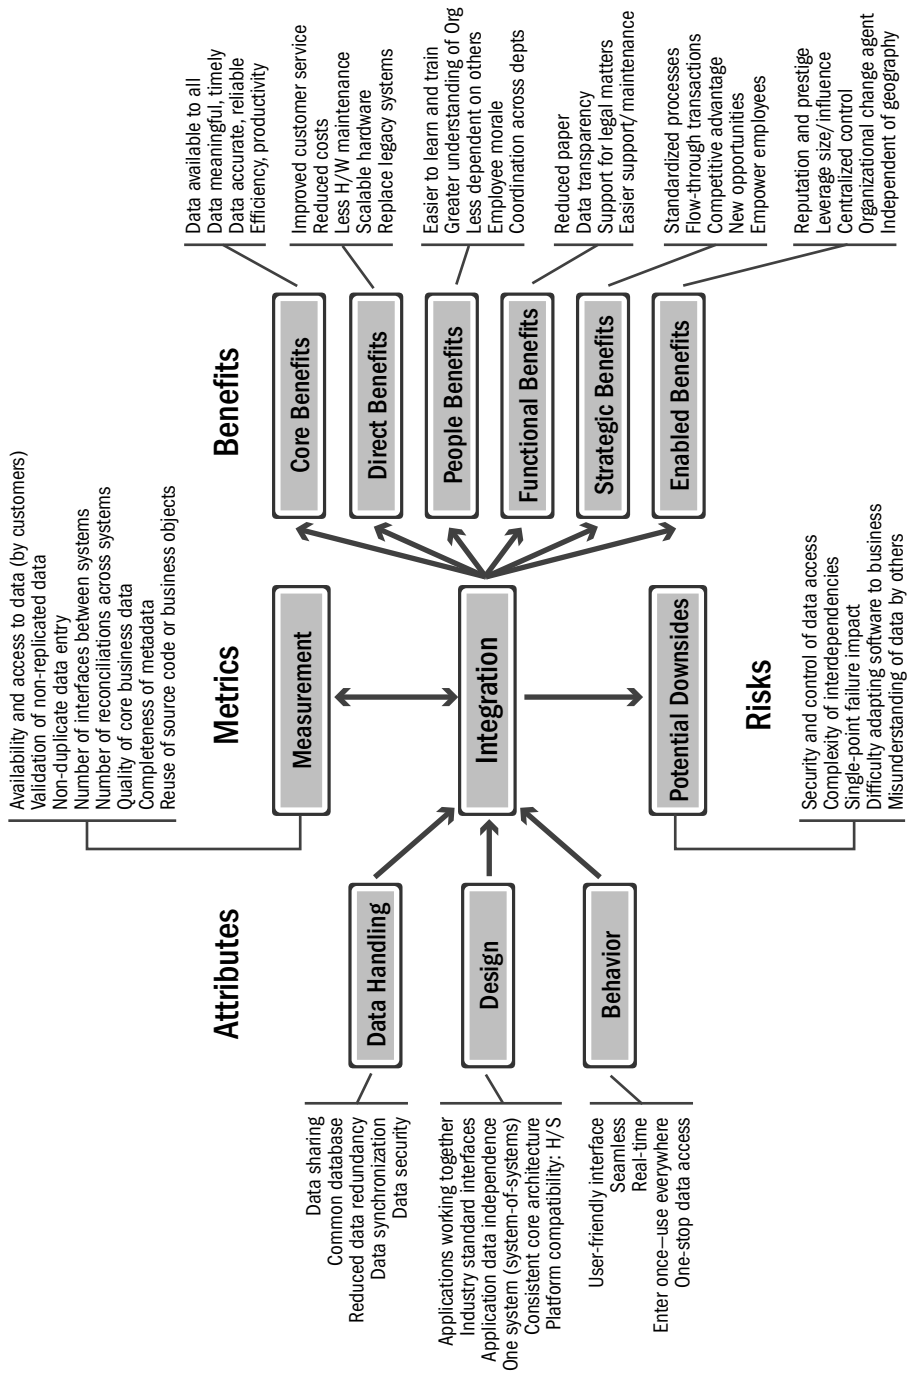 Attributes
Data sharing
Common database
Reduced data redundancy
Data synchronization
Data security
Data Handling
Applications working together
Industry standard interfaces
Application data independence
One system (system-of-systems)
Consistent core architecture
Platform compatibility: H/S
Design
User-friendly interface
Seamless
Real-time
Enter once—use everywhere
One-stop data access
Behavior
Metrics
Availability and access to data (by customers)
Validation of non-replicated data
Non-duplicate data entry
Number of interfaces between systems
Number of reconciliations across systems
Quality of core business data
Completeness of metadata
Reuse of source code or business objects
Measurement
Integration
Potential Downsides
Risks
Security and control of data access
Complexity of interdependencies
Single-point failure impact
Difficulty adapting software to business
Misunderstanding of data by others
Benefits
Core Benefits
Data available to all
Data meaningful, timely
Data accurate, reliable
Efficiency, productivity
Direct Benefits
Improved customer service
Reduced costs
Less H/W maintenance
Scalable hardware
Replace legacy systems
People Benefits
Easier to learn and train
Greater understanding of Org
Less dependent on others
Employee morale
Coordination across depts
Functional Benefits
Reduced paper
Data transparency
Support for legal matters
Easier support/maintenance
Strategic Benefits
Standardized processes
Flow-through transactions
Competitive advantage
New opportunities
Empower employees
Enabled Benefits
Reputation and prestige
Leverage size/influence
Centralized control
Organizational change agent
Independent of geography